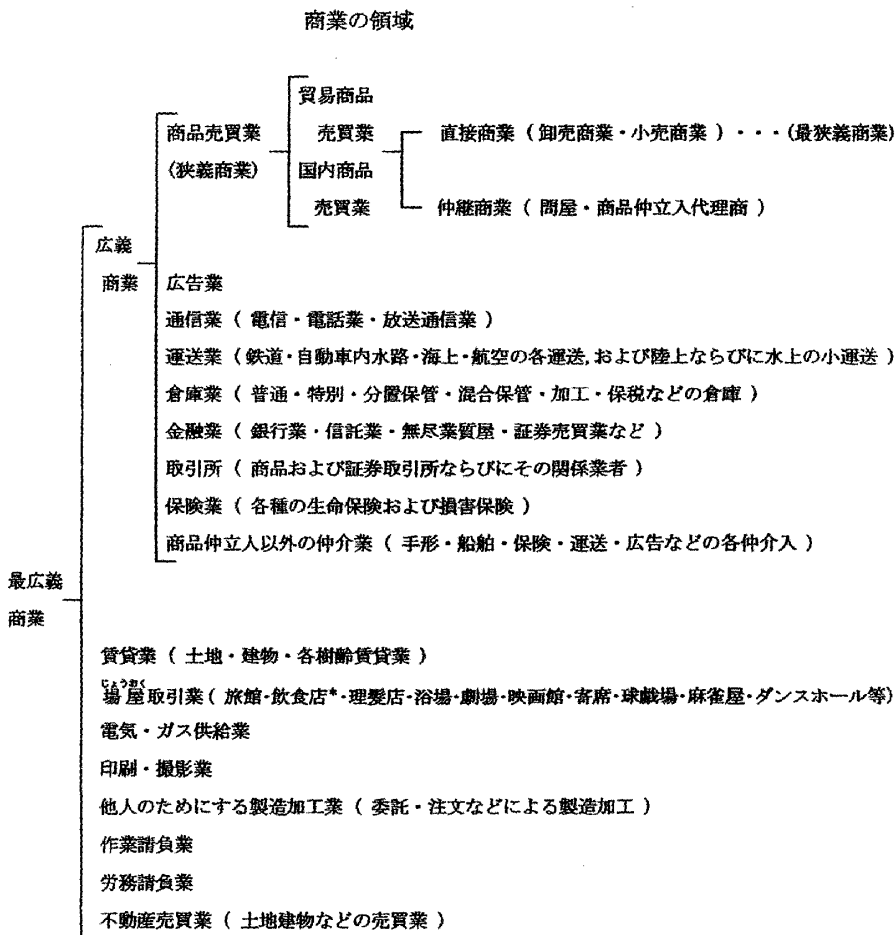 商業の領域
貿易商品
商品売買業
売買業
直接商業 ( 卸売商業・小売商業 ) ・・・(最狭義商業)
(狭義商業)
国内商品
売買業
仲継商業 ( 問屋・商品仲立入代理商 )
広義
商業
広告業
通信業 ( 電信・電話業・放送通信業 )
運送業 ( 鉄道・自動車内水路・海上・航空の各運送,および陸上ならびに水上の小運送 )
倉庫業 ( 普通・特別・分置保管・混合保管・加工・保税などの倉庫 )
金融業 ( 銀行業・信託業・無尽業質屋・証券売買業など )
取引所 ( 商品および証券取引所ならびにその関係業者 )
保険業 ( 各種の生命保険および損害保険 )
商品仲立人以外の仲介業 ( 手形・船舶・保険・運送・広告などの各仲介入 )
最広義
商業
賃貸業 ( 土地・建物・各樹齢賃貸業 )
じょうおく
場屋取引業 ( 旅館・飲食店*・理髪店・浴場・劇場・映画館・寄席・球戯場・麻雀屋・ダンスホール等)
電気・ガス供給業
印刷・撮影業
他人のためにする製造加工業 ( 委託・注文などによる製造加工 )
作業請負業
労務請負業
不動産売買業 ( 土地建物などの売買業 )